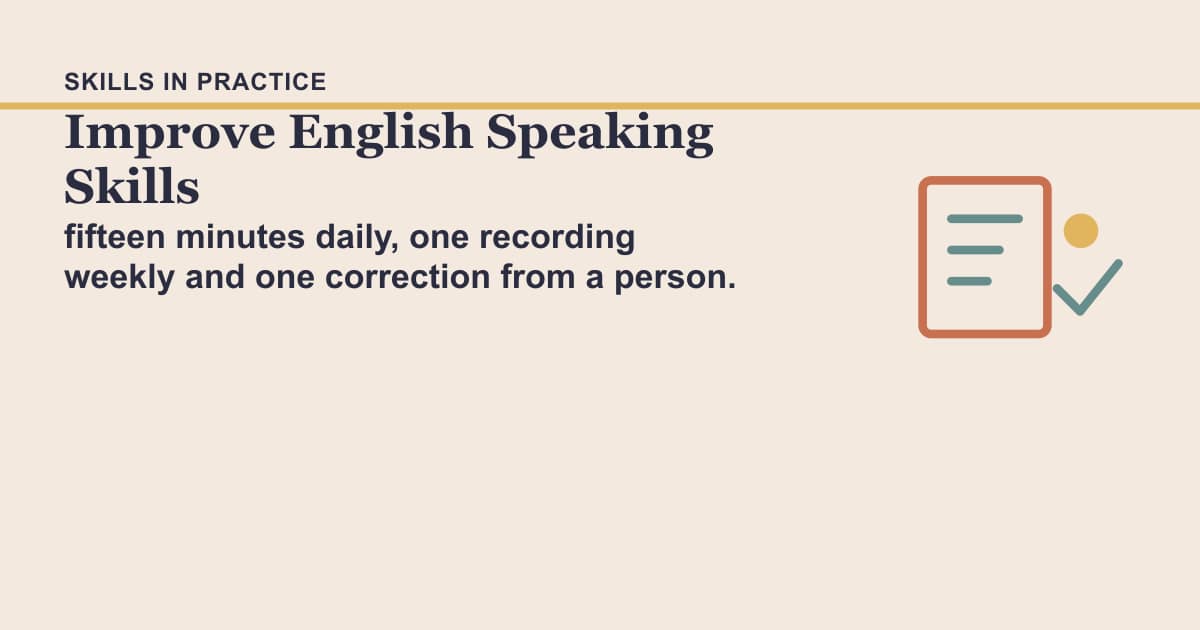 SKILLS IN PRACTICE
Improve English Speaking
Skills
fifteen minutes daily, one recording
weekly and one correction from a person.